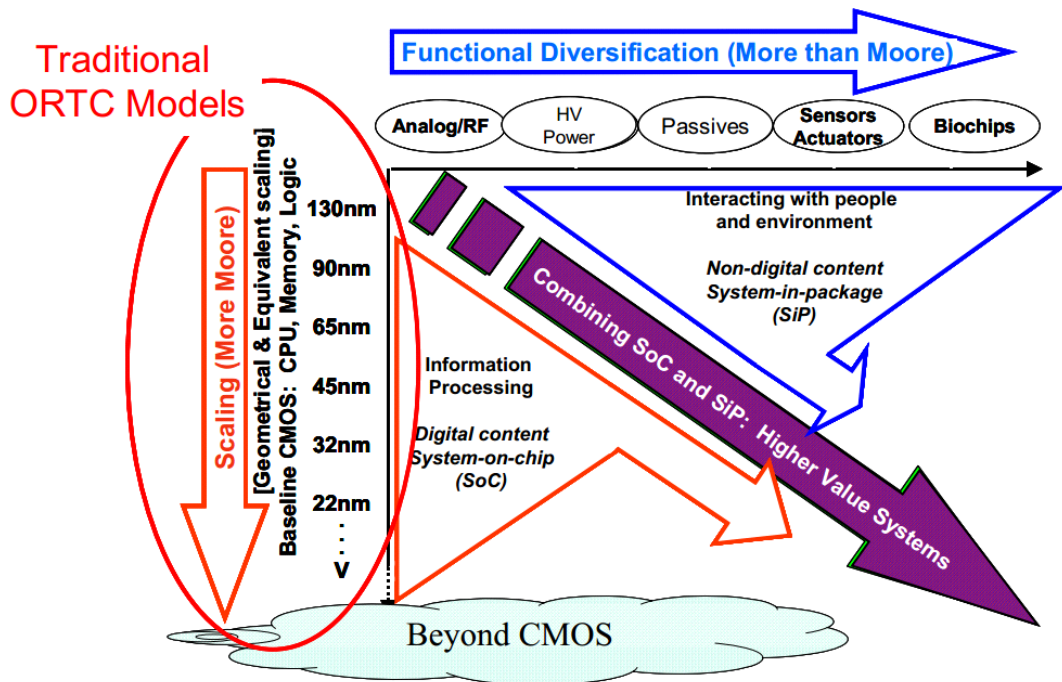 Traditional
ORTC Models
Functional Diversification (More than Moore)
Analog/RF
HV
Power
Passives
Sensors
Actuators
Biochips
Scaling (More Moore)
[Geometrical & Equivalent scaling]
Baseline CMOS: CPU, Memory, Logic
130nm
90nm
65nm
45nm
32nm
22nm
V
Interacting with people
and environment
Non-digital content
System-in-package
(SiP)
Information
Processing
Digital content
System-on-chip
(SoC)
Combining SoC and SiP: Higher Value Systems
Beyond CMOS